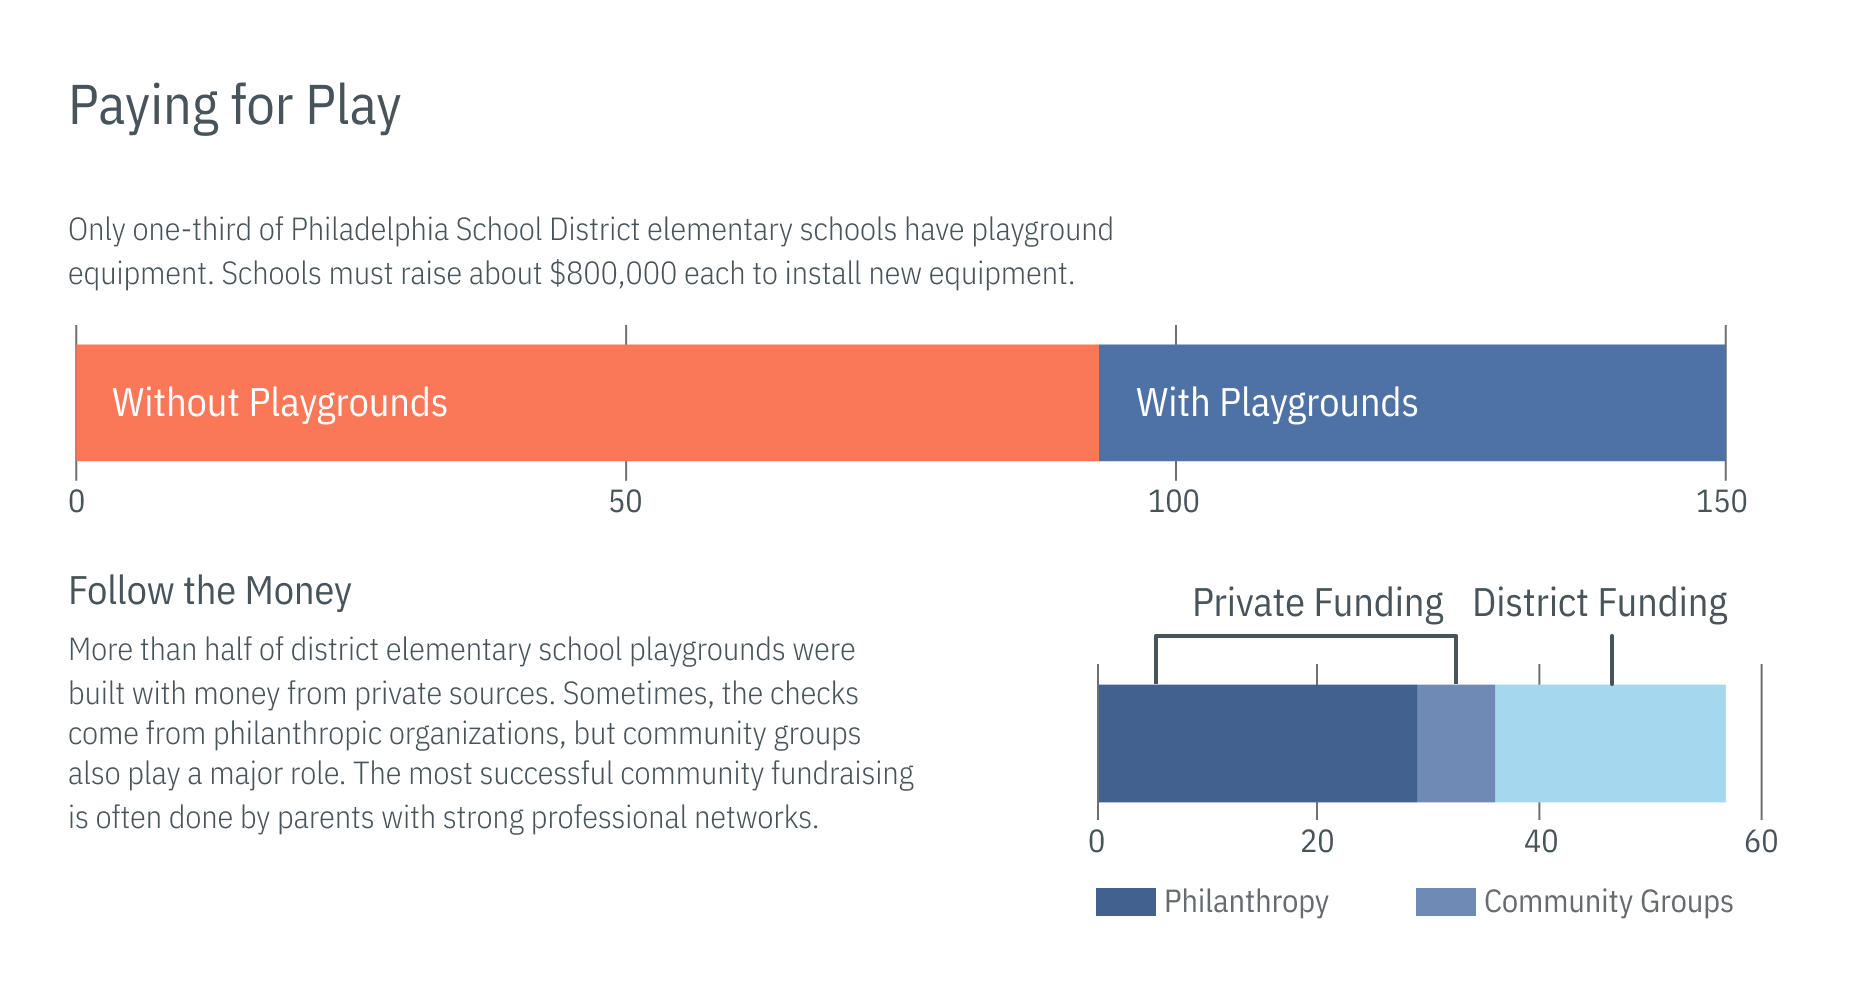 Paying for Play
Only one-third of Philadelphia School District elementary schools have playground
equipment. Schools must raise about $800,000 each to install new equipment.
Without Playgrounds
With Playgrounds
0
50
100
150
Follow the Money
More than half of district elementary school playgrounds were
built with money from private sources. Sometimes, the checks
come from philanthropic organizations, but community groups
also play a major role. The most successful community fundraising
is often done by parents with strong professional networks.
Private Funding
District Funding
0
20
40
60
Philanthropy
Community Groups